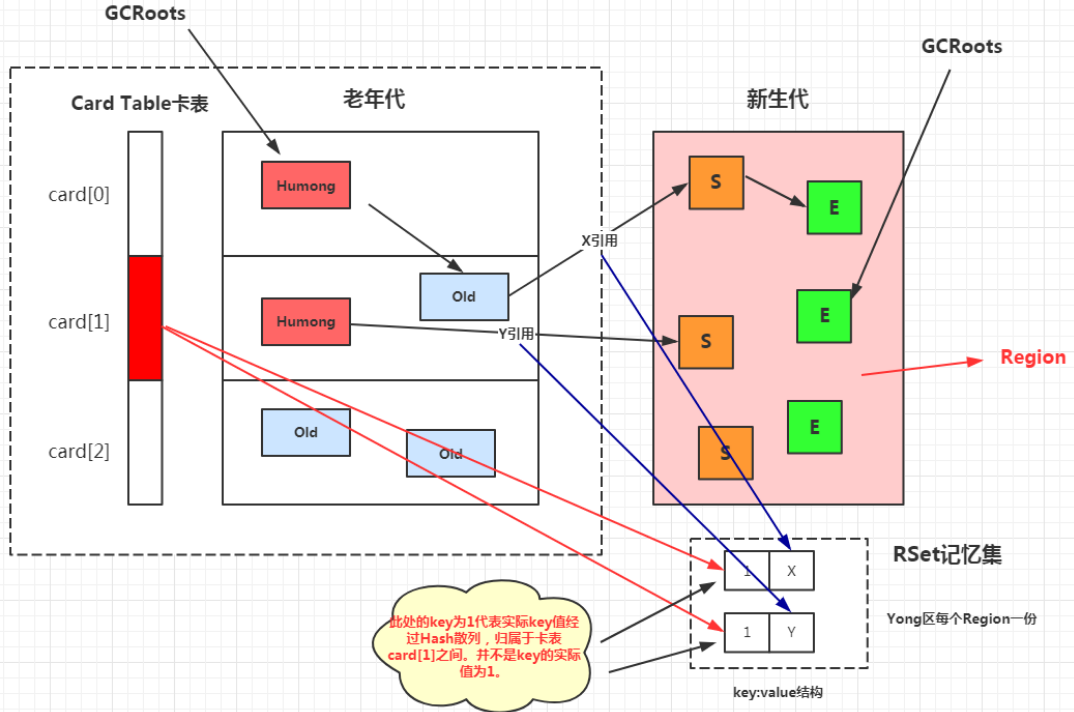 GCRoots
GCRoots
Card Table卡表
老年代
新生代
card[0]
Humong
S
E
X引用
card[1]
Old
Humong
Y引用
S
E
Region
card[2]
Old
Old
E
S
RSet记忆集
1
X
1
Y
Yong区每个Region一份
此处的key为1代表实际key值经
过Hash散列，归属于卡表
card[1]之间。并不是key的实际
值为1。
key:value结构